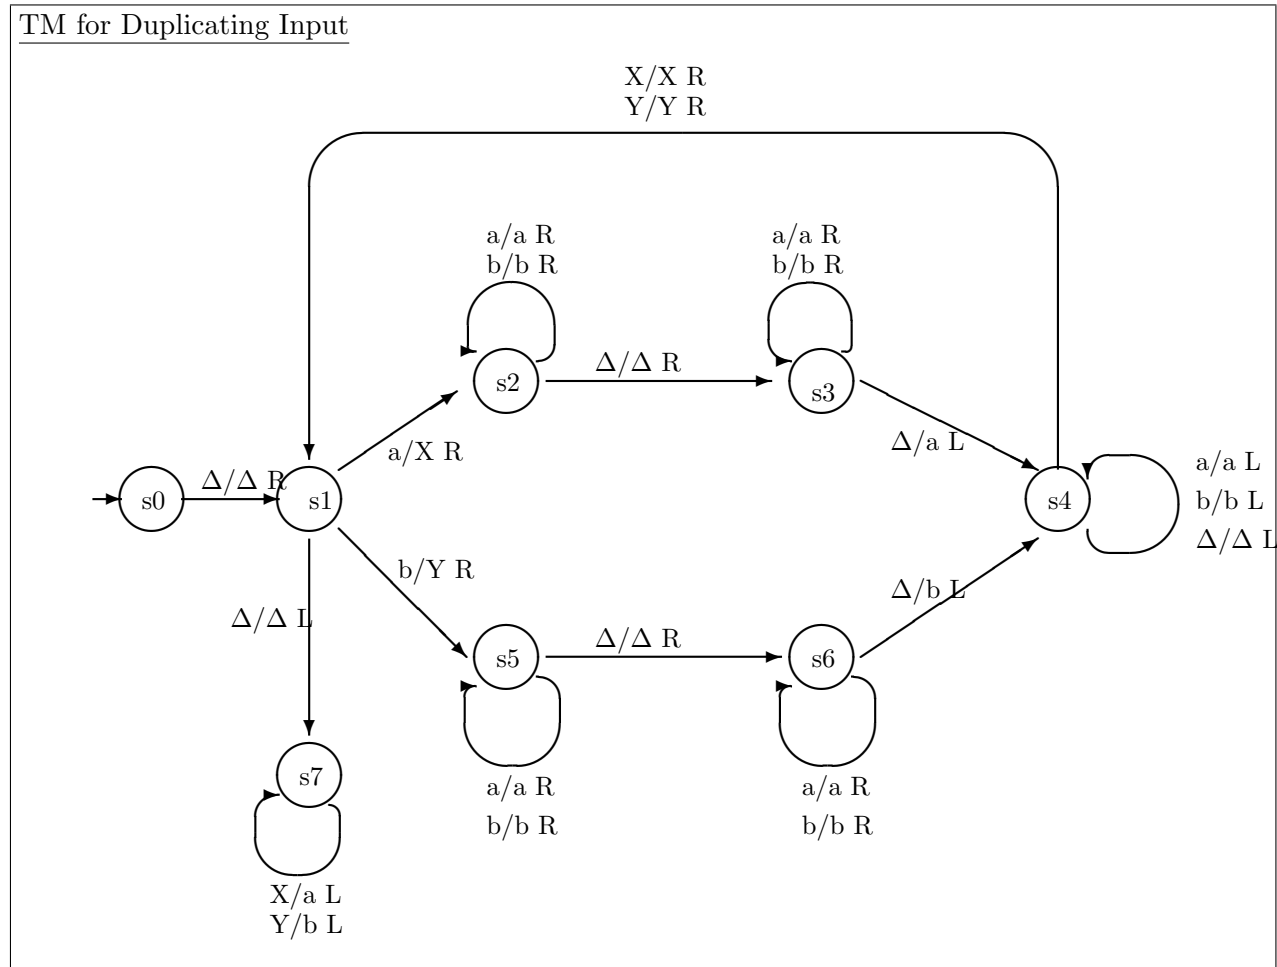 TM for Duplicating Input
X/X R
Y/Y R
a/a R
b/b R
a/a R
b/b R
Δ/Δ R
s2
s3
a/X R
Δ/a L
Δ/Δ R
s0
s1
s4
a/a L
b/b L
Δ/Δ L
b/Y R
Δ/b L
Δ/Δ L
Δ/Δ R
s5
s6
s7
a/a R
b/b R
a/a R
b/b R
X/a L
Y/b L